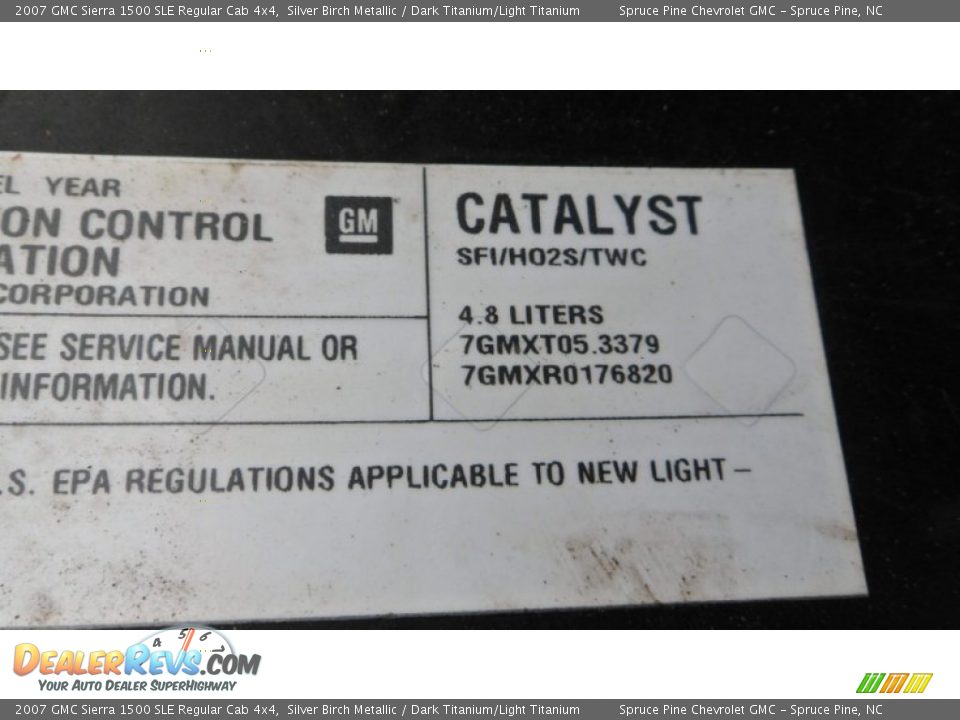 2007 GMC Sierra 1500 SLE Regular Cab 4x4,  Silver Birch Metallic / Dark Titanium/Light Titanium    Spruce Pine Chevrolet GMC - Spruce Pine, NC
EL YEAR
ON CONTROL
ATION
CORPORATION
GM
SEE SERVICE MANUAL OR
INFORMATION.
CATALYST
SFI/HO2S/TWC
4.8 LITERS
7GMXT05.3379
7GMXR0176820
.S. EPA REGULATIONS APPLICABLE TO NEW LIGHT –
4 5 6 7
DEALERREVS.COM
YOUR AUTO DEALER SUPERHIGHWAY
2007 GMC Sierra 1500 SLE Regular Cab 4x4,  Silver Birch Metallic / Dark Titanium/Light Titanium    Spruce Pine Chevrolet GMC - Spruce Pine, NC